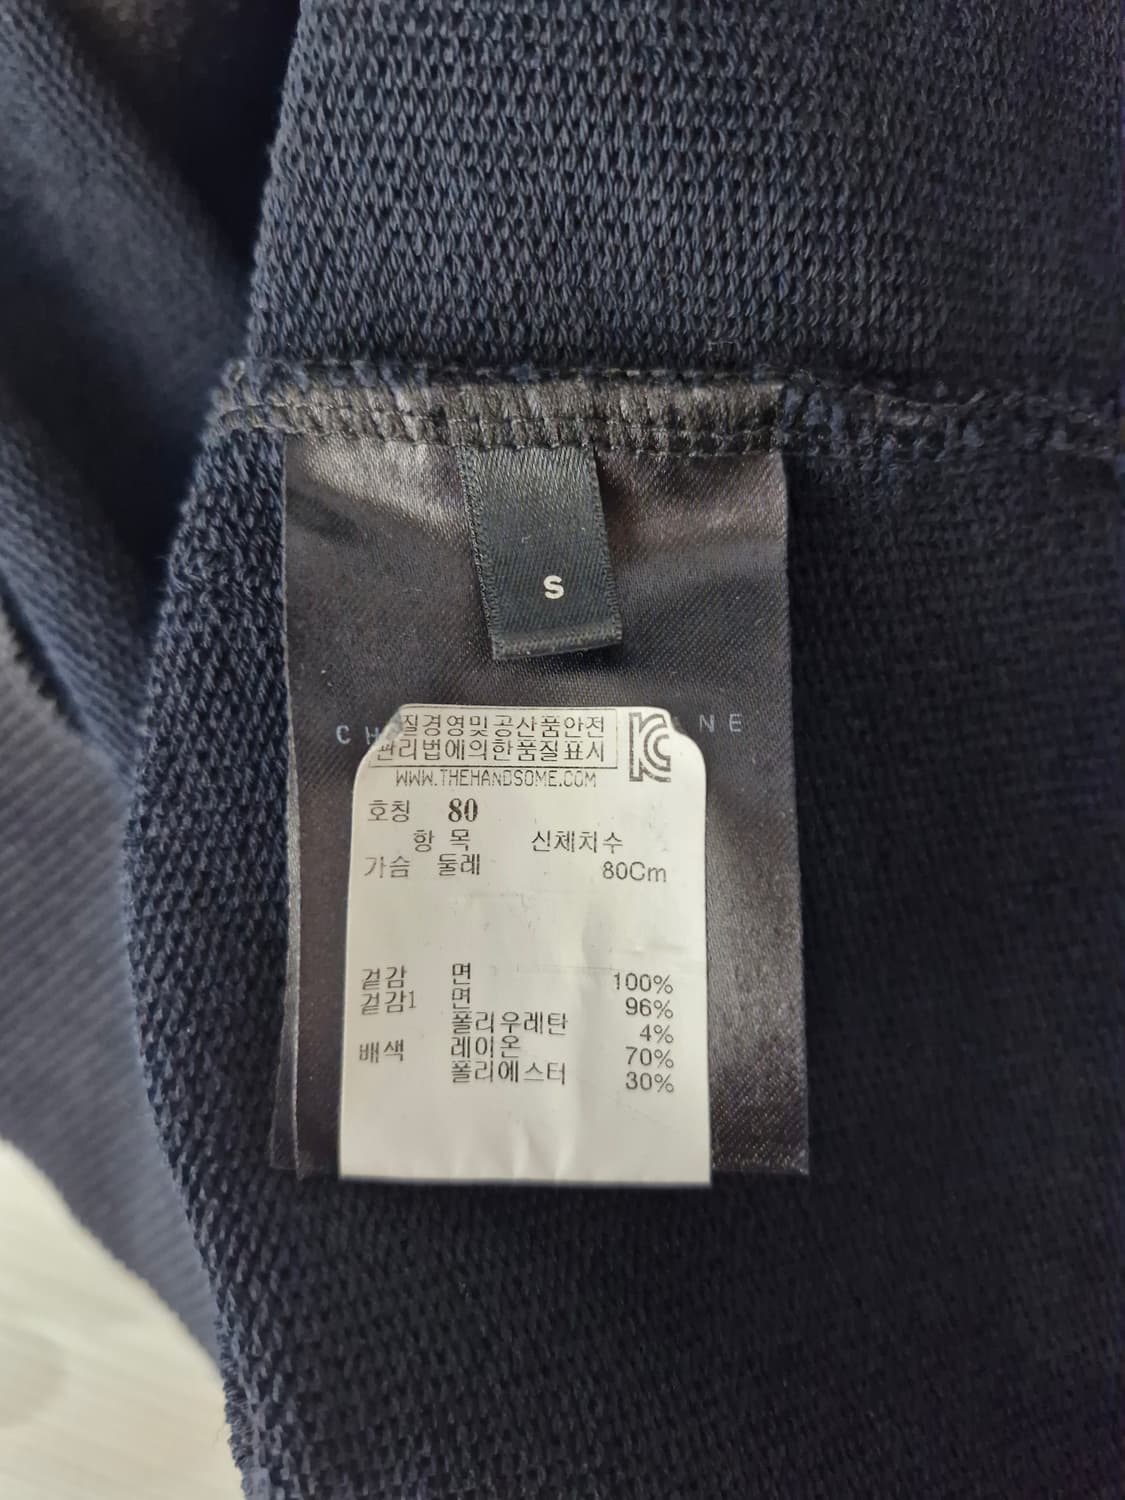 S
질경영및공산품안전
관리법에의한품질표시
WWW.THEHANDSOME.COM
호칭 80
항 목 신체치수
가슴 둘레 80Cm
겉감 면 100%
겉감1 면 96%
폴리우레탄 4%
배색 레이온 70%
폴리에스터 30%